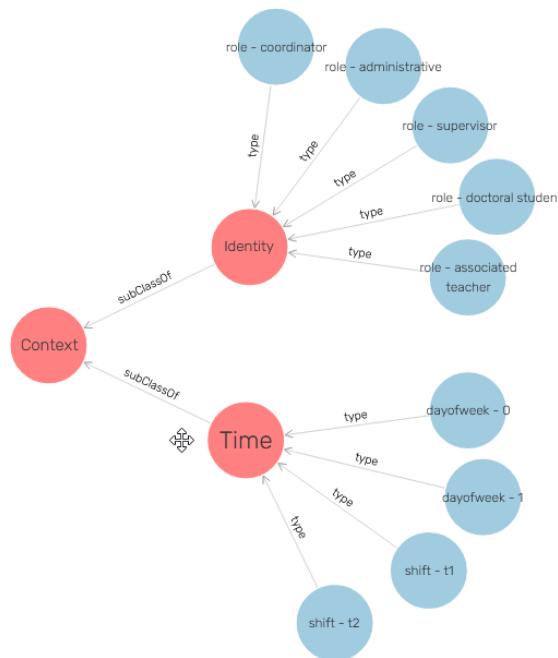 role - coordinator
role - administrative
type
type
role - supervisor
type
role - doctoral studen
type
Identity
type
role - associated
teacher
subClassOf
Context
subClassOf
Time
type
dayofweek - 0
type
dayofweek - 1
type
type
shift - t1
shift - t2